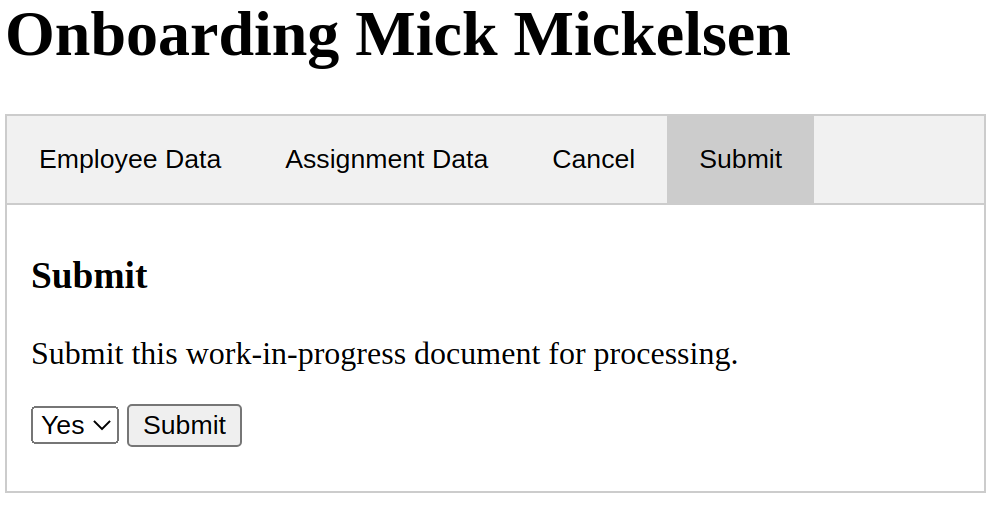 Onboarding Mick Mickelsen
Employee Data Assignment Data Cancel Submit
Submit
Submit this work-in-progress document for processing.
Yes Submit